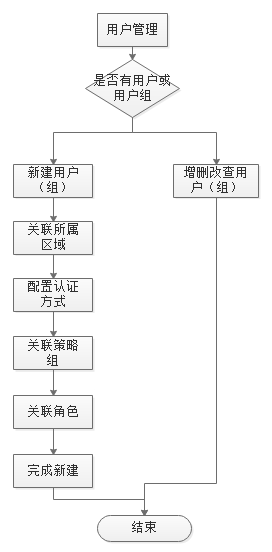 用户管理
是否有用户或
用户组
新建用户
（组）
增删改查用
户（组）
关联所属
区域
配置认证
方式
关联策略
组
关联角色
完成新建
结束